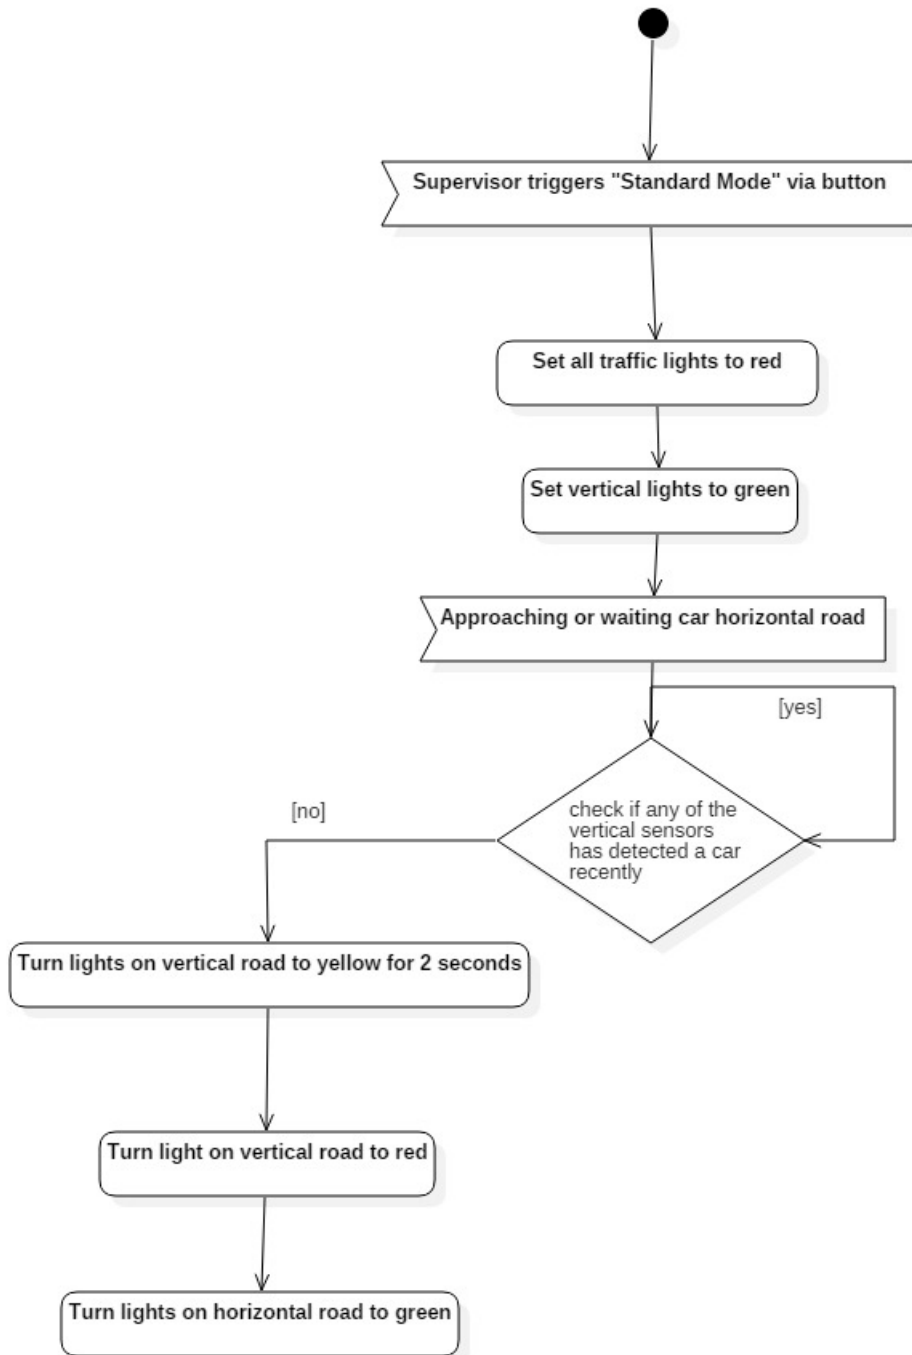 Supervisor triggers "Standard Mode" via button
Set all traffic lights to red
Set vertical lights to green
Approaching or waiting car horizontal road
[yes]
[no]
check if any of the
vertical sensors
has detected a car
recently
Turn lights on vertical road to yellow for 2 seconds
Turn light on vertical road to red
Turn lights on horizontal road to green